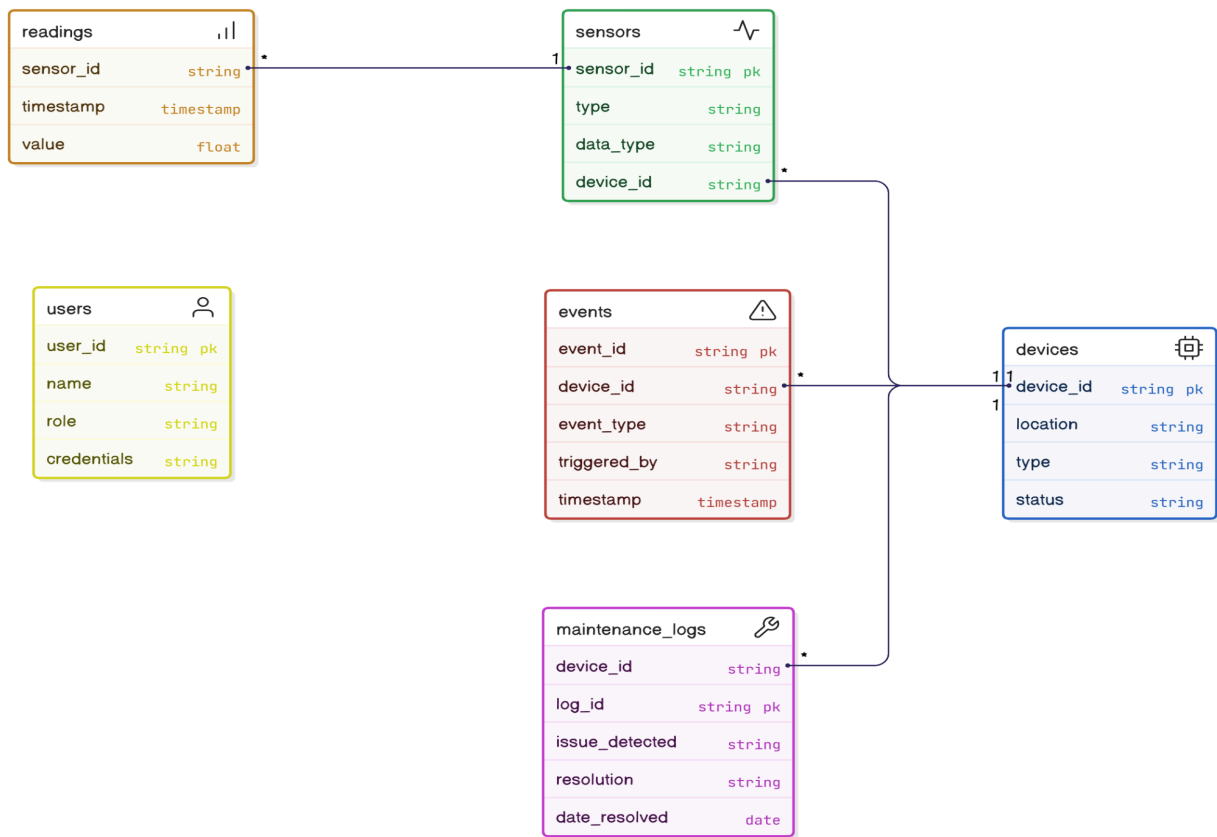 readings
sensor_id string
timestamp timestamp
value float
* 1
sensors
sensor_id string pk
type string
data_type string
device_id string
*
users
user_id string pk
name string
role string
credentials string
events
event_id string pk
device_id string
event_type string
triggered_by string
timestamp timestamp
*
1 1
1
devices
device_id string pk
location string
type string
status string
maintenance_logs
device_id string
log_id string pk
issue_detected string
resolution string
date_resolved date
*